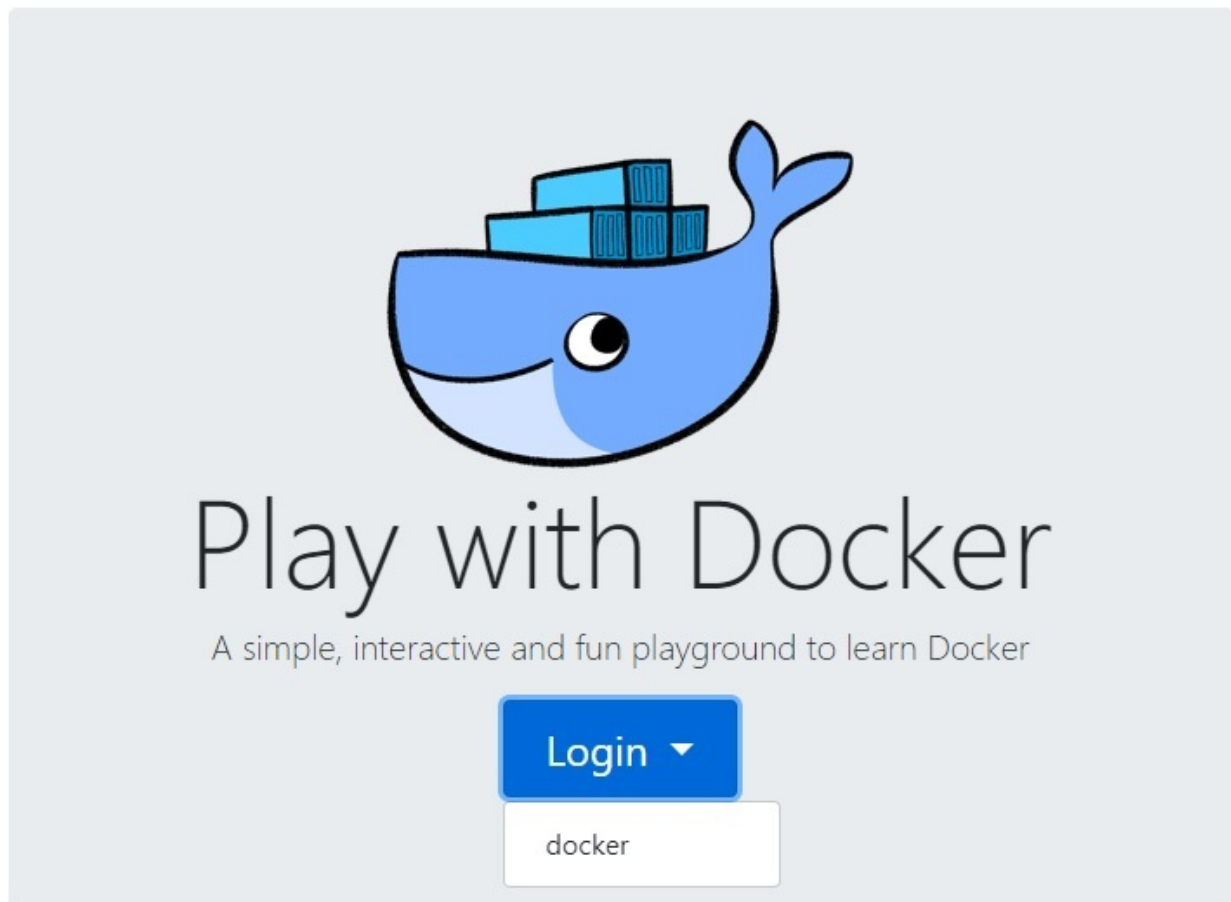 Play with Docker
A simple, interactive and fun playground to learn Docker
Login
docker